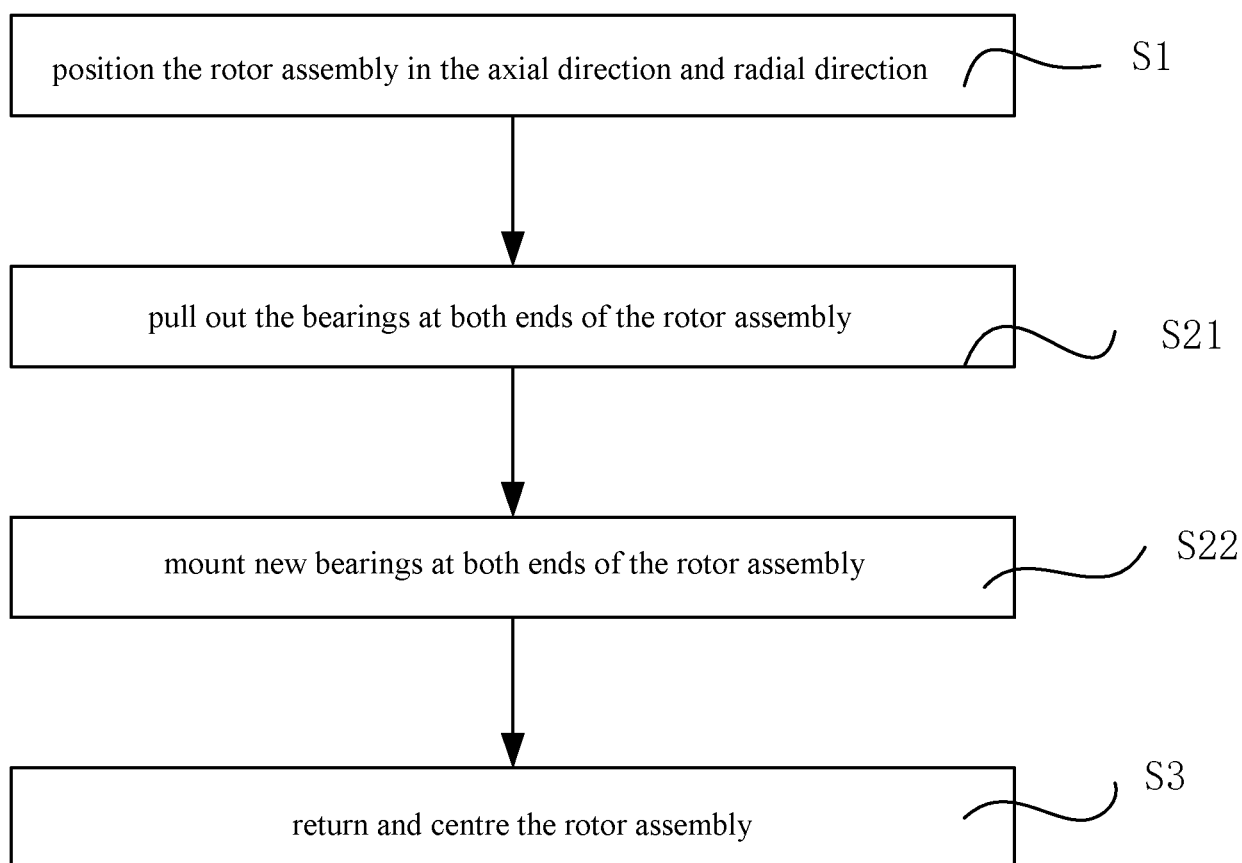 position the rotor assembly in the axial direction and radial direction
S1
pull out the bearings at both ends of the rotor assembly
S21
mount new bearings at both ends of the rotor assembly
S22
return and centre the rotor assembly
S3